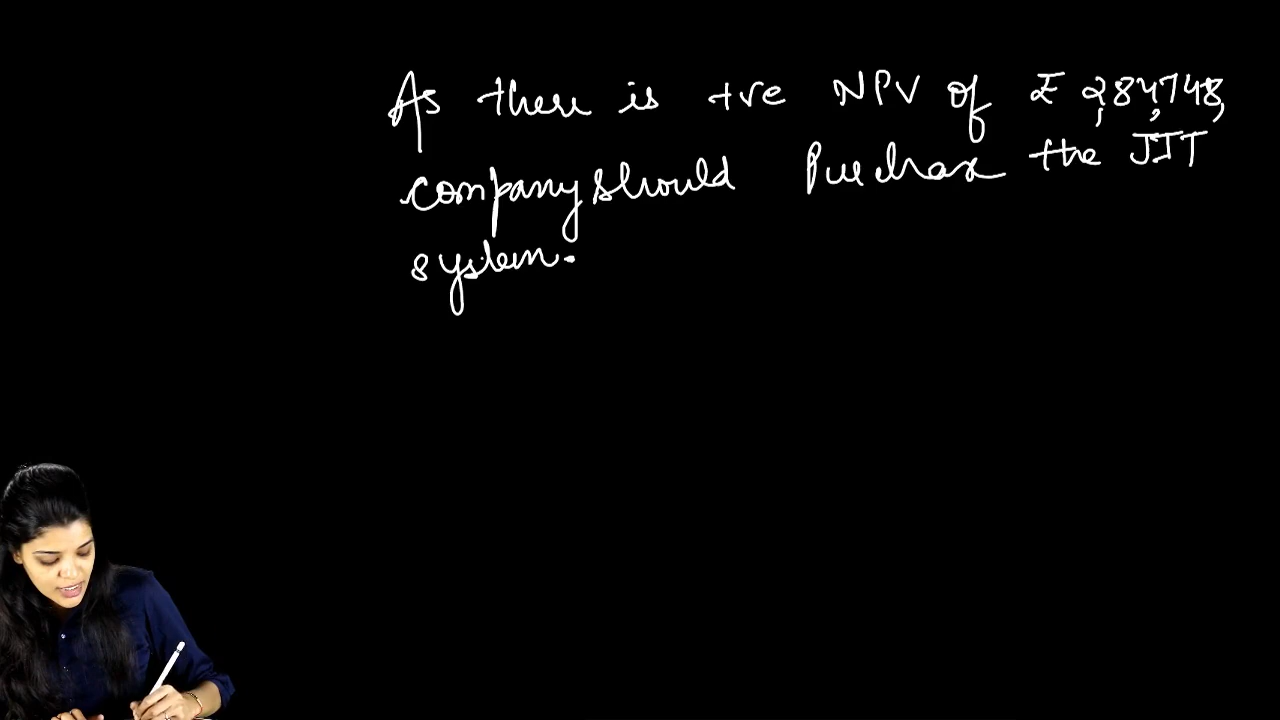 As there is +ve NPV of ₹ 2,84,748,
company should Purchase the JIT
system.